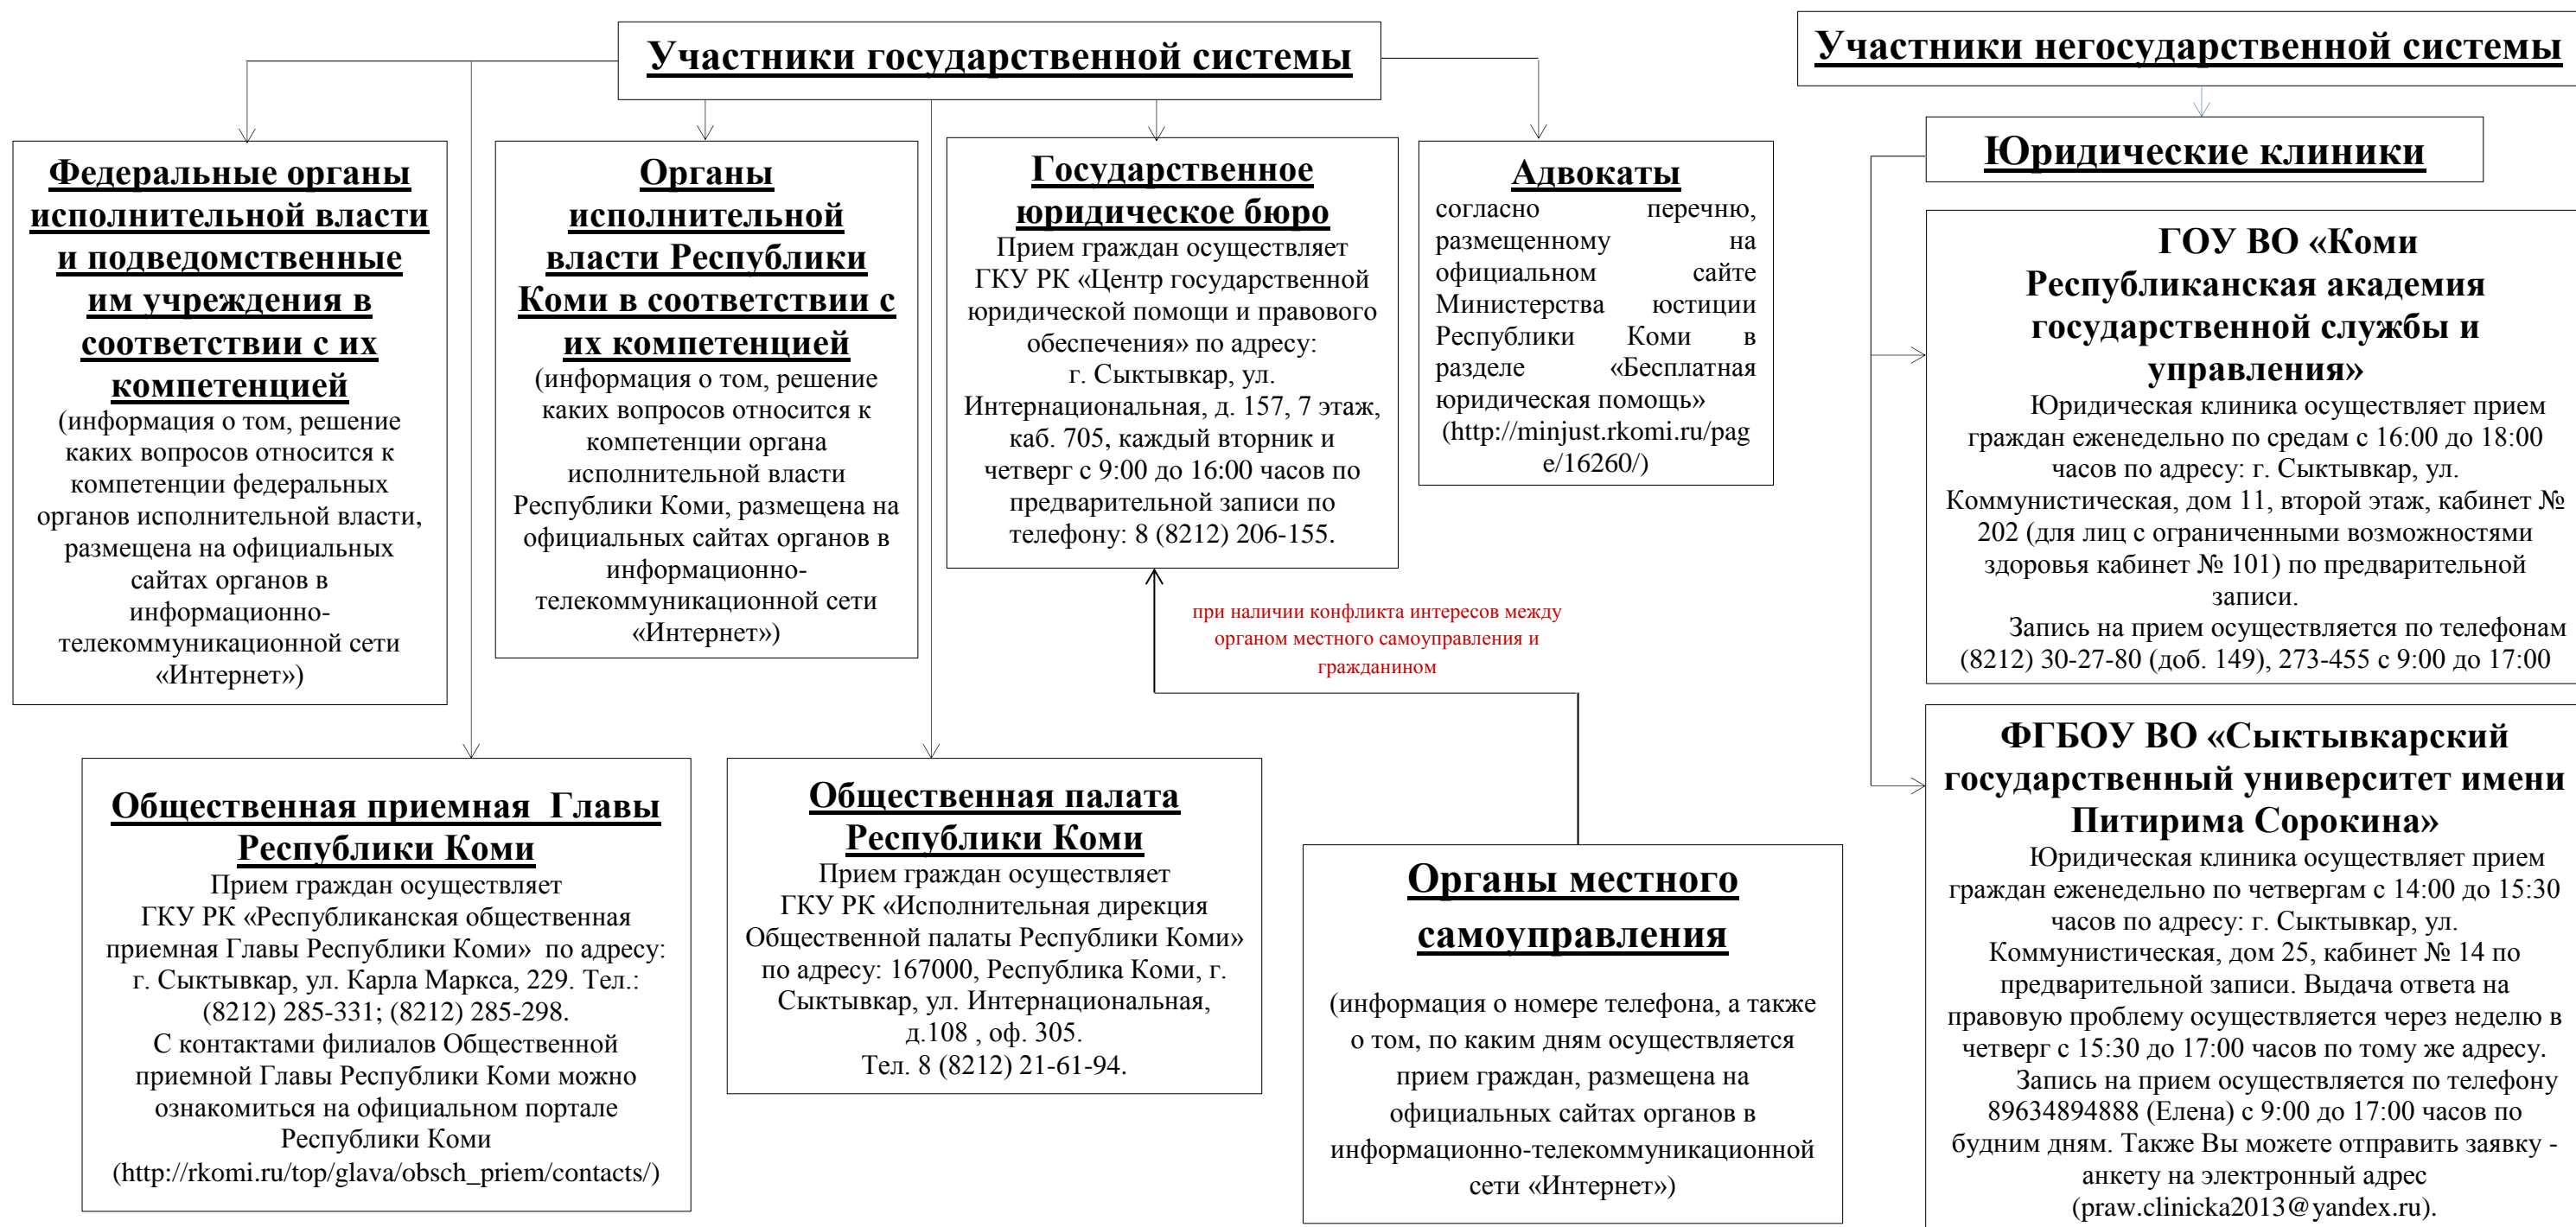 Участники государственной системы
Участники негосударственной системы
Федеральные органы
исполнительной власти
и подведомственные
им учреждения в
соответствии с их
компетенцией
(информация о том, решение
каких вопросов относится к
компетенции федеральных
органов исполнительной власти,
размещена на официальных
сайтах органов в
информационно-
телекоммуникационной сети
«Интернет»)
Органы
исполнительной
власти Республики
Коми в соответствии с
их компетенцией
(информация о том, решение
каких вопросов относится к
компетенции органа
исполнительной власти
Республики Коми, размещена на
официальных сайтах органов в
информационно-
телекоммуникационной сети
«Интернет»)
Государственное
юридическое бюро
Прием граждан осуществляет
ГКУ РК «Центр государственной
юридической помощи и правового
обеспечения» по адресу:
г. Сыктывкар, ул.
Интернациональная, д. 157, 7 этаж,
каб. 705, каждый вторник и
четверг с 9:00 до 16:00 часов по
предварительной записи по
телефону: 8 (8212) 206-155.
Адвокаты
согласно перечню,
размещенному на
официальном сайте
Министерства юстиции
Республики Коми в
разделе «Бесплатная
юридическая помощь»
(http://minjust.rkomi.ru/pag
e/16260/)
Юридические клиники
ГОУ ВО «Коми
Республиканская академия
государственной службы и
управления»
Юридическая клиника осуществляет прием
граждан еженедельно по средам с 16:00 до 18:00
часов по адресу: г. Сыктывкар, ул.
Коммунистическая, дом 11, второй этаж, кабинет №
202 (для лиц с ограниченными возможностями
здоровья кабинет № 101) по предварительной
записи.
Запись на прием осуществляется по телефонам
(8212) 30-27-80 (доб. 149), 273-455 с 9:00 до 17:00
при наличии конфликта интересов между
органом местного самоуправления и
гражданином
Общественная приемная Главы
Республики Коми
Прием граждан осуществляет
ГКУ РК «Республиканская общественная
приемная Главы Республики Коми» по адресу:
г. Сыктывкар, ул. Карла Маркса, 229. Тел.:
(8212) 285-331; (8212) 285-298.
С контактами филиалов Общественной
приемной Главы Республики Коми можно
ознакомиться на официальном портале
Республики Коми
(http://rkomi.ru/top/glava/obsch_priem/contacts/)
Общественная палата
Республики Коми
Прием граждан осуществляет
ГКУ РК «Исполнительная дирекция
Общественной палаты Республики Коми»
по адресу: 167000, Республика Коми, г.
Сыктывкар, ул. Интернациональная,
д.108 , оф. 305.
Тел. 8 (8212) 21-61-94.
Органы местного
самоуправления
(информация о номере телефона, а также
о том, по каким дням осуществляется
прием граждан, размещена на
официальных сайтах органов в
информационно-телекоммуникационной
сети «Интернет»)
ФГБОУ ВО «Сыктывкарский
государственный университет имени
Питирима Сорокина»
Юридическая клиника осуществляет прием
граждан еженедельно по четвергам с 14:00 до 15:30
часов по адресу: г. Сыктывкар, ул.
Коммунистическая, дом 25, кабинет № 14 по
предварительной записи. Выдача ответа на
правовую проблему осуществляется через неделю в
четверг с 15:30 до 17:00 часов по тому же адресу.
Запись на прием осуществляется по телефону
89634894888 (Елена) с 9:00 до 17:00 часов по
будним дням. Также Вы можете отправить заявку -
анкету на электронный адрес
(praw.clinicka2013@yandex.ru).